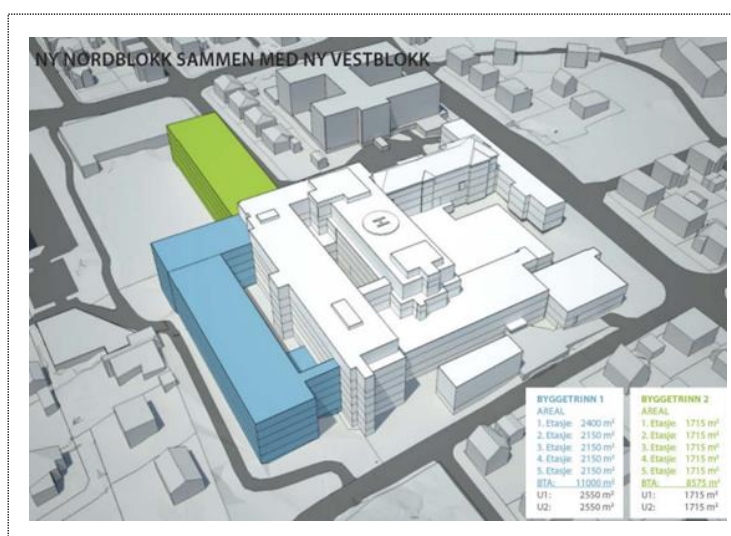 NY NORDBLOKK SAMMEN MED NY VESTBLOKK
H
BYGGETRINN 1
AREAL
1. Etasje: 2400 m²
2. Etasje: 2150 m²
3. Etasje: 2150 m²
4. Etasje: 2150 m²
5. Etasje: 2150 m²
BTA: 11000 m²
U1: 2550 m²
U2: 2550 m²
BYGGETRINN 2
AREAL
1. Etasje: 1715 m²
2. Etasje: 1715 m²
3. Etasje: 1715 m²
4. Etasje: 1715 m²
5. Etasje: 1715 m²
BTA: 8575 m²
U1: 1715 m²
U2: 1715 m²